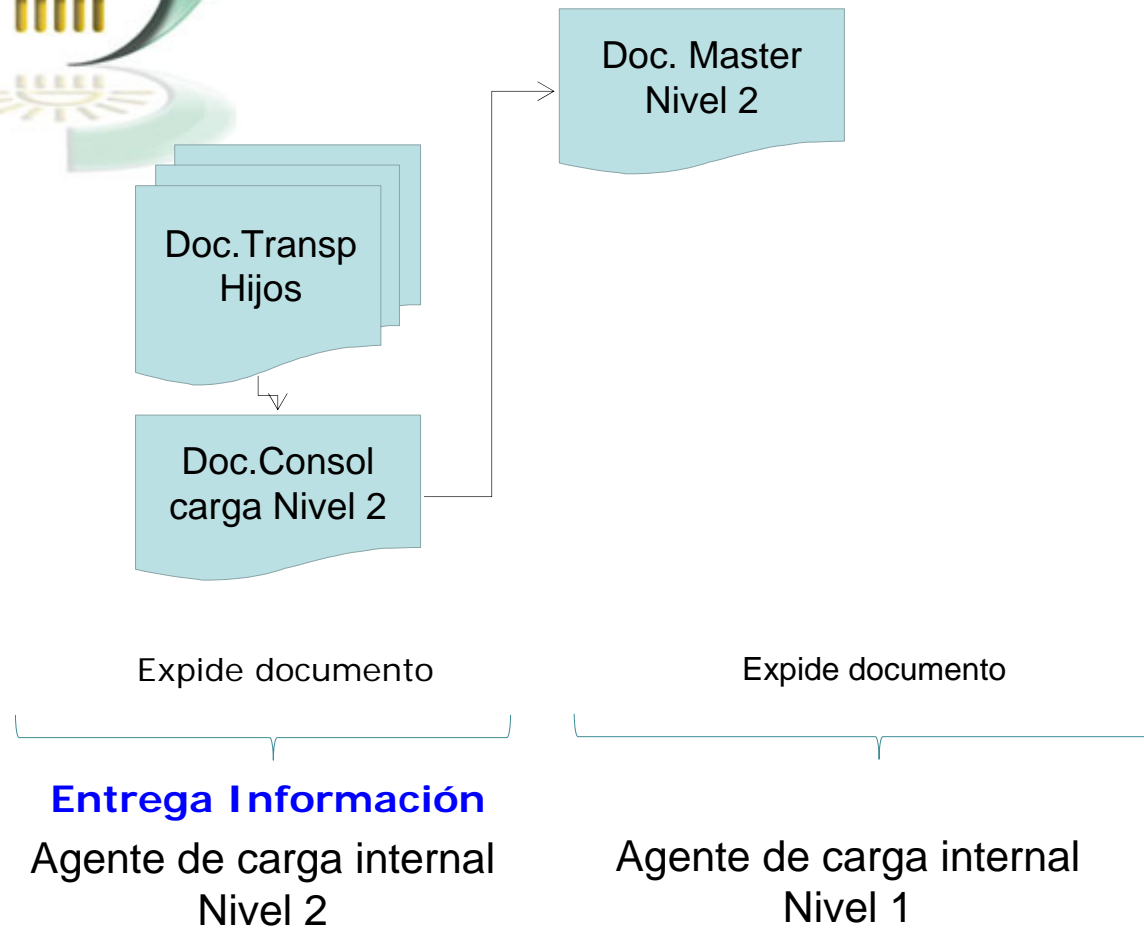 Doc. Master
Nivel 2
Doc.Transp
Hijos
Doc.Consol
carga Nivel 2
Expide documento
Expide documento
Entrega Información
Agente de carga internal
Nivel 2
Agente de carga internal
Nivel 1